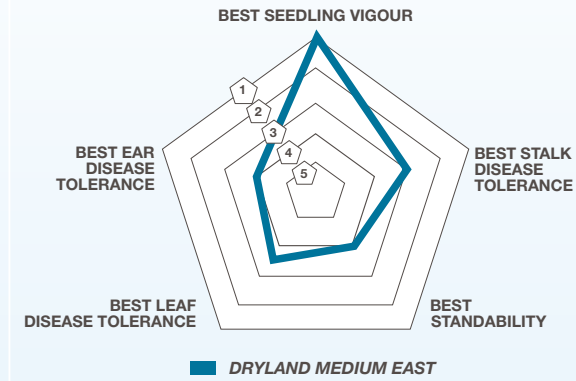 BEST SEEDLING VIGOUR
1
2
3
4
5
BEST EAR
DISEASE
TOLERANCE
BEST STALK
DISEASE
TOLERANCE
BEST LEAF
DISEASE TOLERANCE
BEST
STANDABILITY
DRYLAND MEDIUM EAST